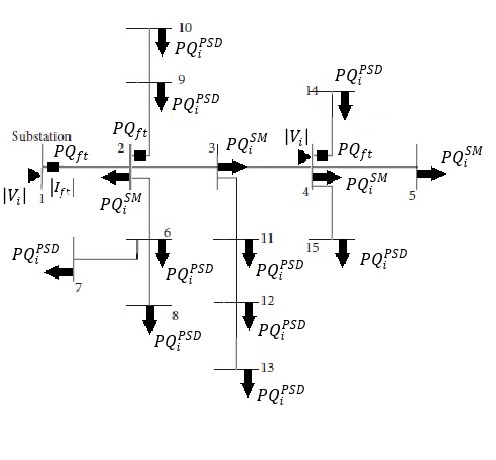 10
PQ_i^{PSD}
9
PQ_i^{PSD}
14
PQ_i^{PSD}
Substation
PQ_{ft}
PQ_{ft}
2
3
PQ_i^{SM}
|V_i|
PQ_{ft}
PQ_i^{SM}
|V_i|
1
|I_{ft}|
PQ_i^{SM}
4
PQ_i^{SM}
5
PQ_i^{PSD}
7
6
PQ_i^{PSD}
11
PQ_i^{PSD}
15
PQ_i^{PSD}
8
PQ_i^{PSD}
12
PQ_i^{PSD}
13
PQ_i^{PSD}